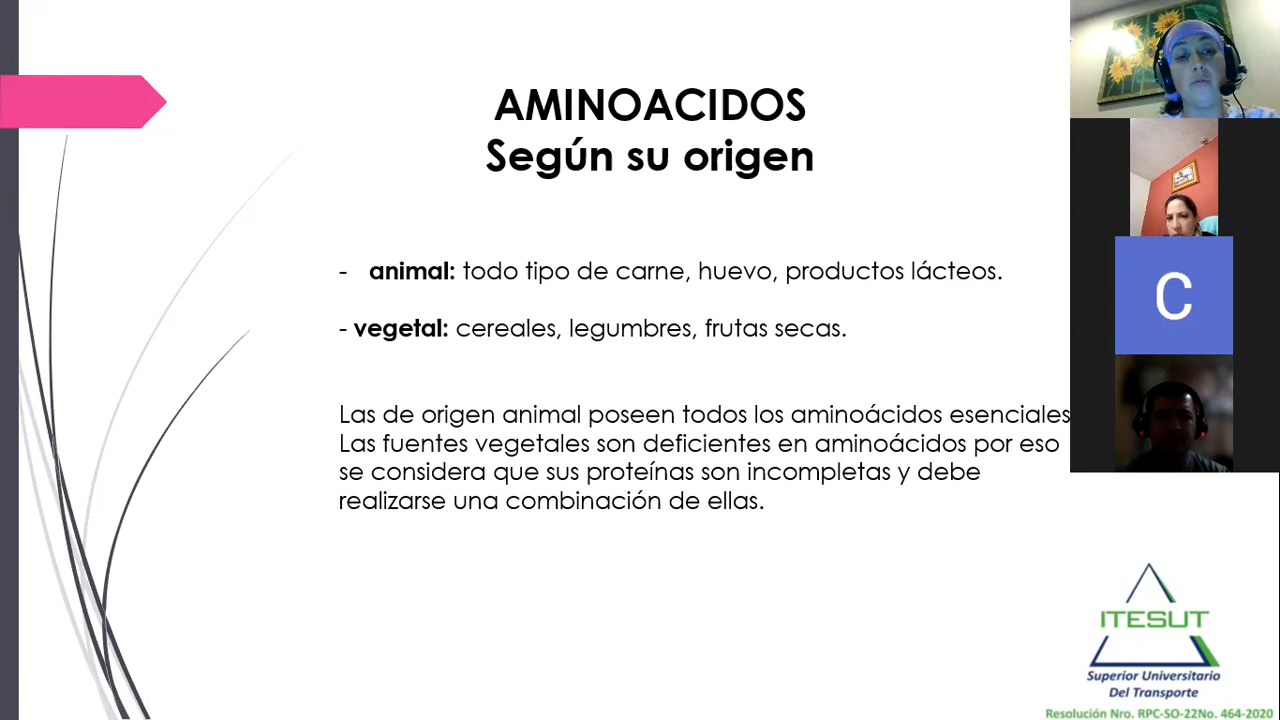 AMINOACIDOS
Según su origen
- animal: todo tipo de carne, huevo, productos lácteos.
- vegetal: cereales, legumbres, frutas secas.
Las de origen animal poseen todos los aminoácidos esenciales
Las fuentes vegetales son deficientes en aminoácidos por eso
se considera que sus proteínas son incompletas y debe
realizarse una combinación de ellas.
C
ITESUT
Superior Universitario
Del Transporte
Resolución Nro. RPC-SO-22No. 464-2020